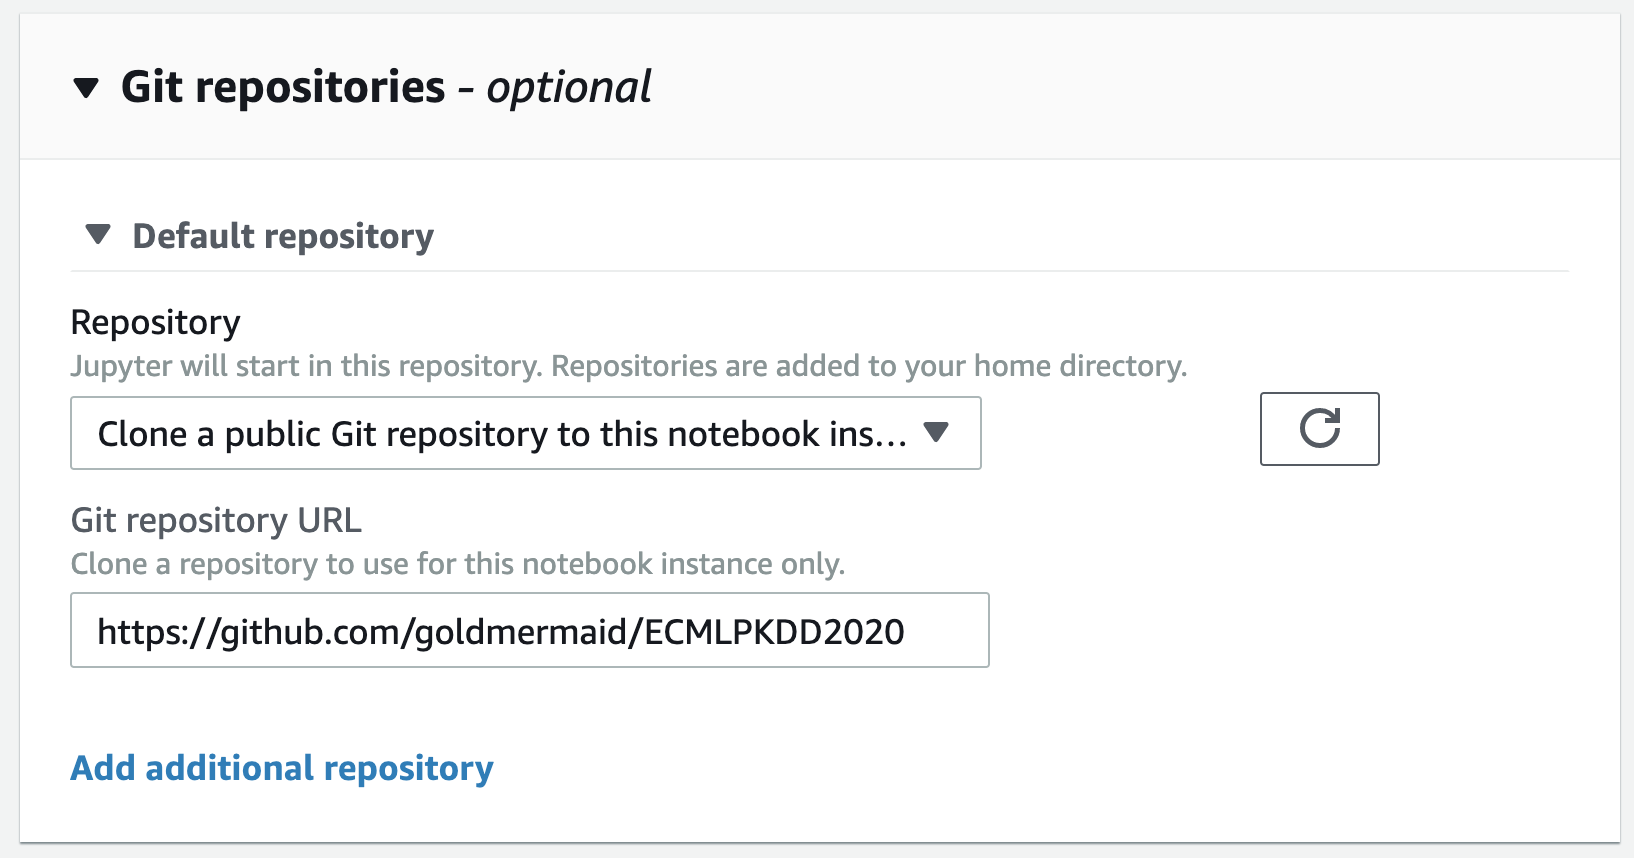 Git repositories - optional
Default repository
Repository
Jupyter will start in this repository. Repositories are added to your home directory.
Clone a public Git repository to this notebook ins...
Git repository URL
Clone a repository to use for this notebook instance only.
https://github.com/goldmermaid/ECMLPKDD2020
Add additional repository